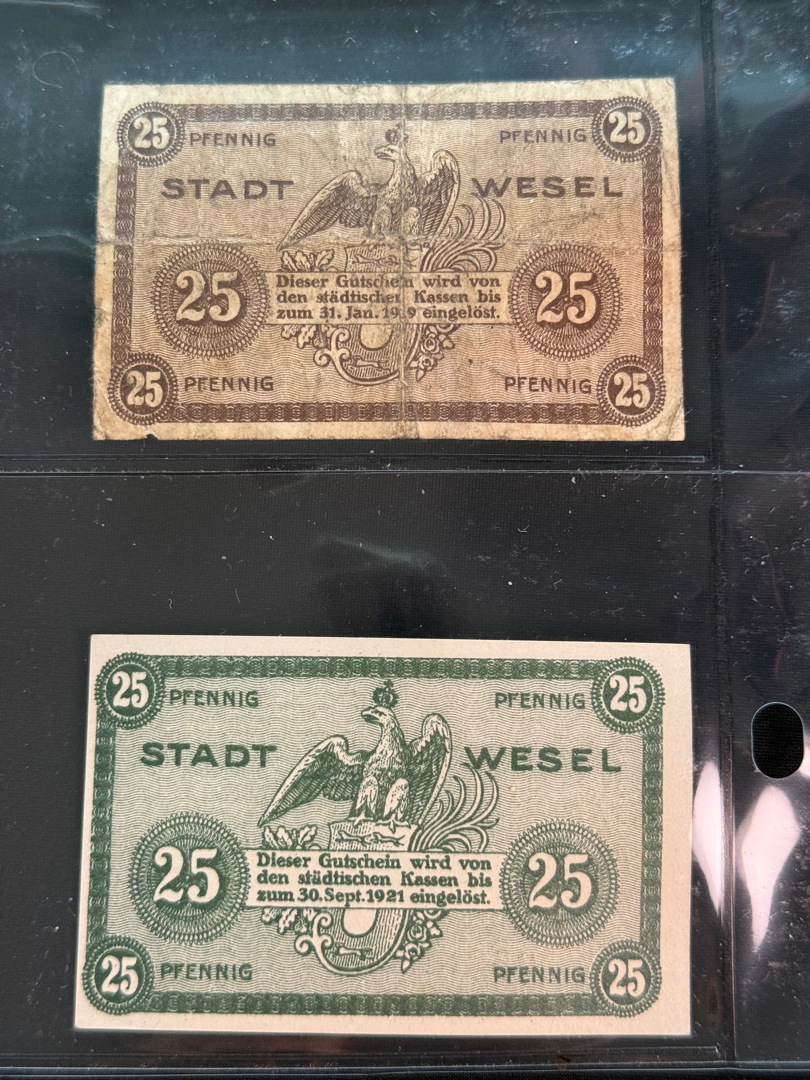 25 PFENNIG PFENNIG 25
STADT WESEL
25 25
Dieser Gutschein wird von
den städtischen Kassen bis
zum 31. Jan. 1919 eingelöst.
25 PFENNIG PFENNIG 25
25 PFENNIG PFENNIG 25
STADT WESEL
25 25
Dieser Gutschein wird von
den städtischen Kassen bis
zum 30. Sept. 1921 eingelöst.
25 PFENNIG PFENNIG 25